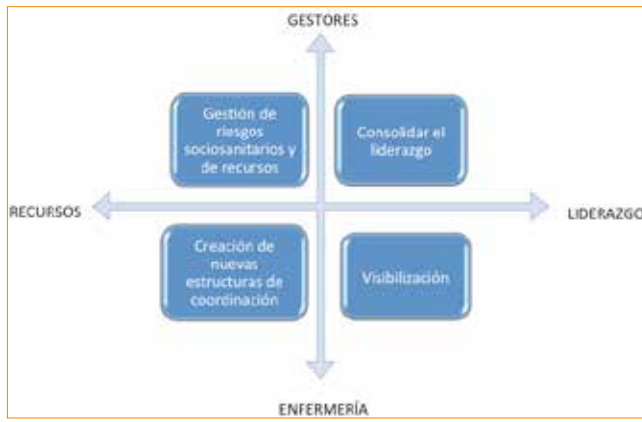 GESTORES
Gestión de
riesgos
sociosanitarios y
de recursos
Consolidar el
liderazgo
RECURSOS
LIDERAZGO
Creación de
nuevas
estructuras de
coordinación
Visibilización
ENFERMERÍA